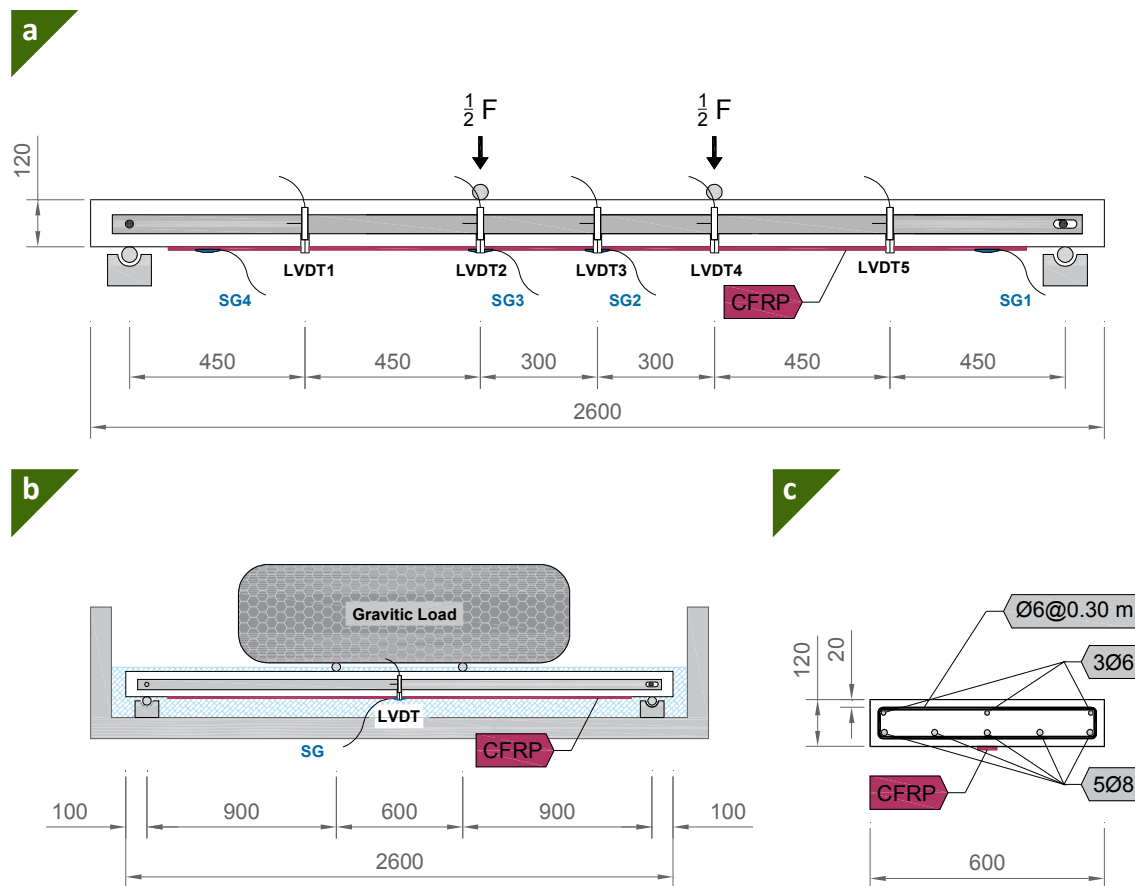 a
½ F
½ F
120
LVDT1
LVDT2
LVDT3
LVDT4
LVDT5
SG4
SG3
SG2
CFRP
SG1
450
450
300
300
450
450
2600
b
c
Gravitic Load
LVDT
SG
CFRP
100
900
600
900
100
2600
Ø6@0.30 m
120
20
3Ø6
CFRP
5Ø8
600